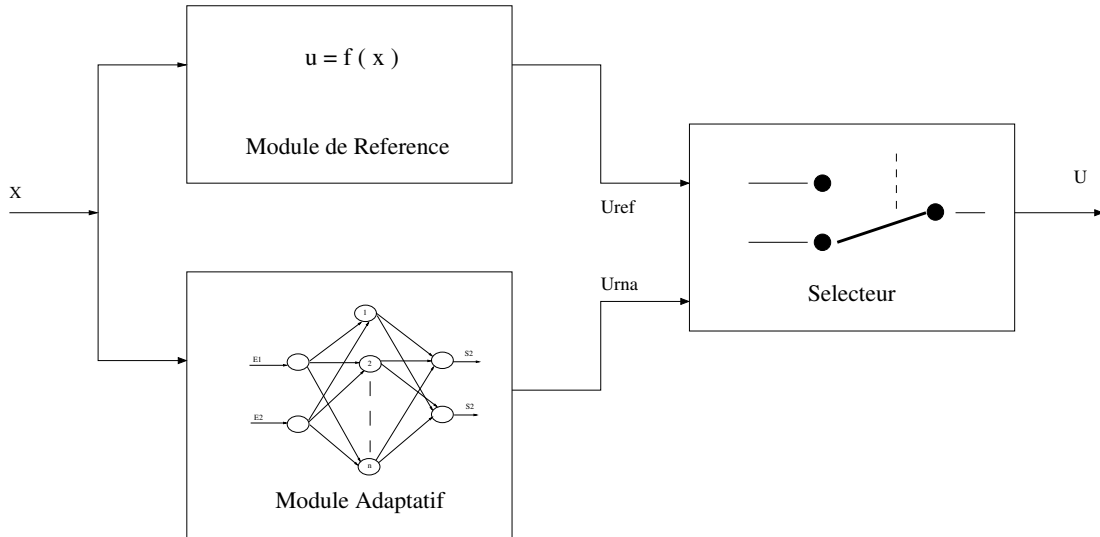 u = f ( x )
Module de Reference
X
Uref
U
Urna
Selecteur
1
E1
2
S2
E2
S2
n
Module Adaptatif